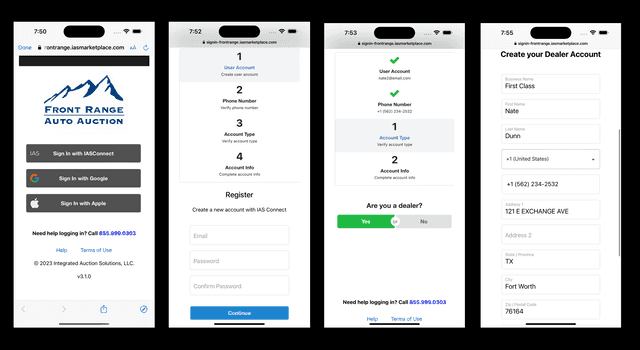 7:50
Done
frontrange.iasmarketplace.com
AA
FRONT RANGE
AUTO AUCTION
IAS
Sign In with IASConnect
Sign In with Google
Sign In with Apple
Need help logging in? Call 855.999.0303
Help
Terms of Use
© 2023 Integrated Auction Solutions, LLC.
v3.1.0
7:52
signin-frontrange.iasmarketplace.com
1
User Account
Create user account
2
Phone Number
Verify phone number
3
Account Type
Verify account type
4
Account Info
Complete account info
Register
Create a new account with IAS Connect
Email
Password
Confirm Password
Continue
7:53
signin-frontrange.iasmarketplace.com
User Account
nate2@email.com
Phone Number
+1 (562) 234-2532
1
Account Type
Verify account type
2
Account Info
Complete account info
Are you a dealer?
Yes
or
No
Need help logging in? Call 855.999.0303
Help
Terms of Use
7:55
signin-frontrange.iasmarketplace.com
Create your Dealer Account
Business Name
First Class
First Name
Nate
Last Name
Dunn
+1 (United States)
+1 (562) 234-2532
Address 1
121 E EXCHANGE AVE
Address 2
State / Province
TX
City
Fort Worth
Zip / Postal Code
76164